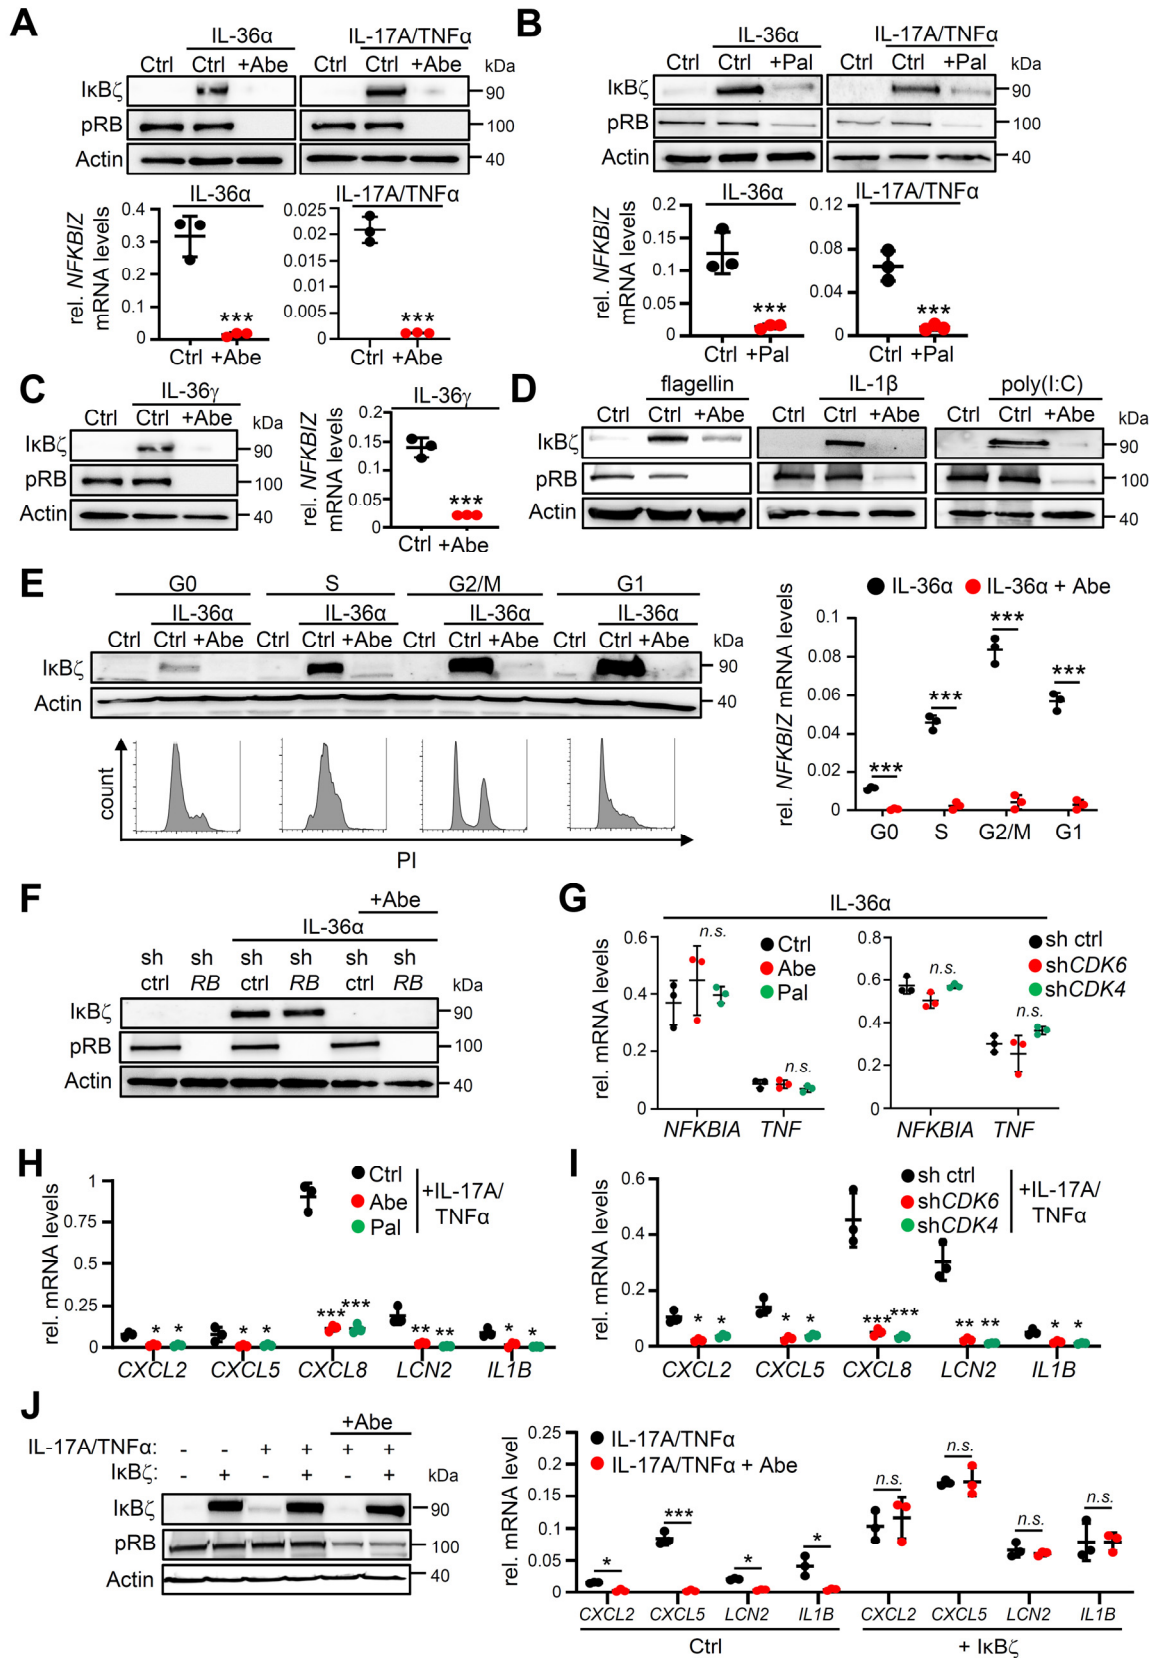 A
IL-36α IL-17A/TNFα
Ctrl Ctrl +Abe Ctrl Ctrl +Abe kDa
IκBζ 90
pRB 100
Actin 40
rel. NFKBIZ mRNA levels
IL-36α
0.4
0.3
0.2
0.1
0
***
Ctrl +Abe
IL-17A/TNFα
0.025
0.02
0.015
0.01
0.005
0
***
Ctrl +Abe
B
IL-36α IL-17A/TNFα
Ctrl Ctrl +Pal Ctrl Ctrl +Pal kDa
IκBζ 90
pRB 100
Actin 40
rel. NFKBIZ mRNA levels
IL-36α
0.2
0.15
0.1
0.05
0
***
Ctrl +Pal
IL-17A/TNFα
0.12
0.08
0.04
0
***
Ctrl +Pal
C
IL-36γ
Ctrl Ctrl +Abe kDa
IκBζ 90
pRB 100
Actin 40
rel. NFKBIZ mRNA levels
IL-36γ
0.2
0.15
0.1
0.05
0
***
Ctrl +Abe
D
flagellin IL-1β poly(I:C)
Ctrl Ctrl +Abe Ctrl Ctrl +Abe Ctrl Ctrl +Abe kDa
IκBζ 90
pRB 100
Actin 40
E
G0 S G2/M G1
IL-36α IL-36α IL-36α IL-36α
Ctrl Ctrl +Abe Ctrl Ctrl +Abe Ctrl Ctrl +Abe Ctrl Ctrl +Abe kDa
IκBζ 90
Actin 40
count
PI
IL-36α IL-36α + Abe
rel. NFKBIZ mRNA levels
0.1
0.08
0.06
0.04
0.02
0
*** *** *** ***
G0 S G2/M G1
F
+Abe
IL-36α
sh sh sh sh sh sh
ctrl RB ctrl RB ctrl RB kDa
IκBζ 90
pRB 100
Actin 40
G
IL-36α
rel. mRNA levels
0.6
0.4
0.2
0
n.s.
n.s.
Ctrl
Abe
Pal
NFKBIA TNF
0.8
0.6
0.4
0.2
0
n.s.
n.s.
sh ctrl
shCDK6
shCDK4
NFKBIA TNF
H
rel. mRNA levels
1
0.75
0.5
0.25
0
Ctrl
Abe
Pal
+IL-17A/
TNFα
* * * * *** *** ** ** * *
CXCL2 CXCL5 CXCL8 LCN2 IL1B
I
rel. mRNA levels
0.6
0.4
0.2
0
sh ctrl
shCDK6
shCDK4
+IL-17A/
TNFα
* * * * *** *** ** ** * *
CXCL2 CXCL5 CXCL8 LCN2 IL1B
J
+Abe
IL-17A/TNFα: - - + + + +
IκBζ: - + - + - + kDa
IκBζ 90
pRB 100
Actin 40
rel. mRNA level
0.25
0.2
0.15
0.1
0.05
0
IL-17A/TNFα
IL-17A/TNFα + Abe
* *** * * n.s. n.s. n.s. n.s.
CXCL2 CXCL5 LCN2 IL1B CXCL2 CXCL5 LCN2 IL1B
Ctrl + IκBζ